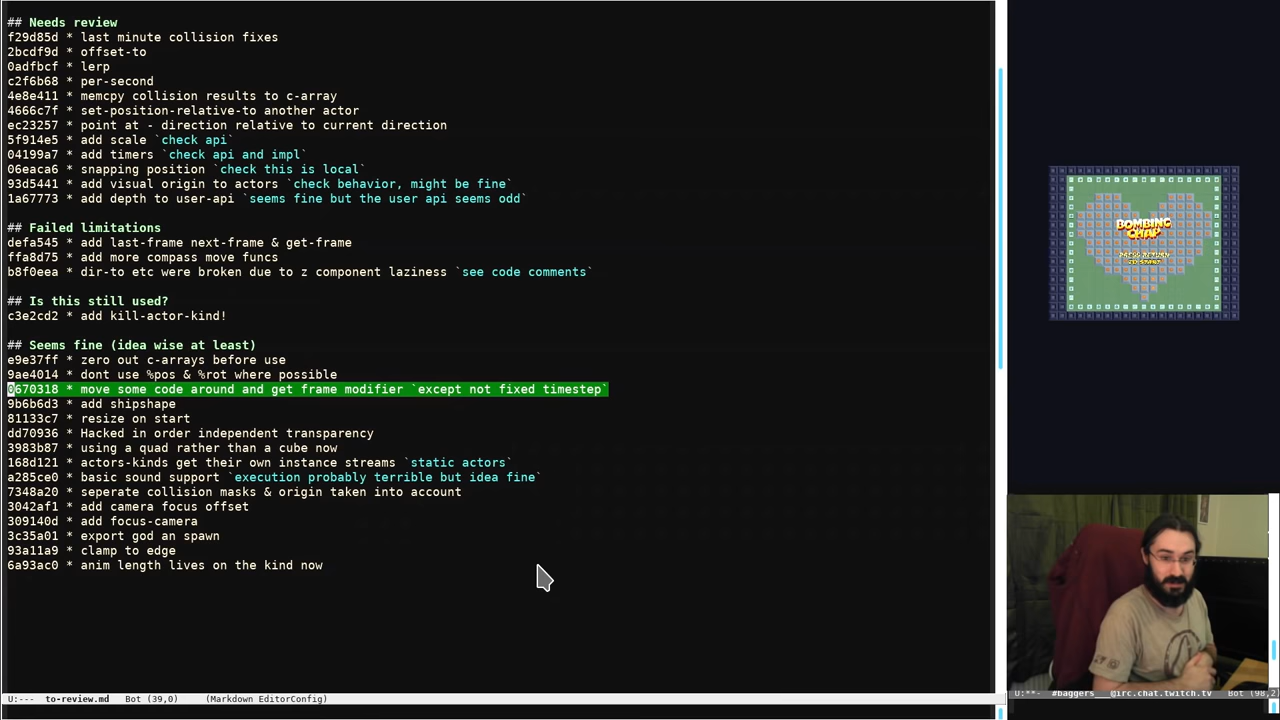 ## Needs review
f29d85d * last minute collision fixes
2bcdf9d * offset-to
0adfbcf * lerp
c2f6b68 * per-second
4e8e411 * memcpy collision results to c-array
4666c7f * set-position-relative-to another actor
ec23257 * point at - direction relative to current direction
5f914e5 * add scale `check api`
04199a7 * add timers `check api and impl`
06eaca6 * snapping position `check this is local`
93d5441 * add visual origin to actors `check behavior, might be fine`
1a67773 * add depth to user-api `seems fine but the user api seems odd`
## Failed limitations
defa545 * add last-frame next-frame & get-frame
ffa8d75 * add more compass move funcs
b8f0eea * dir-to etc were broken due to z component laziness `see code comments`
## Is this still used?
c3e2cd2 * add kill-actor-kind!
## Seems fine (idea wise at least)
e9e37ff * zero out c-arrays before use
9ae4014 * dont use %pos & %rot where possible
0670318 * move some code around and get frame modifier `except not fixed timestep`
9b6b6d3 * add shipshape
81133c7 * resize on start
dd70936 * Hacked in order independent transparency
3983b87 * using a quad rather than a cube now
168d121 * actors-kinds get their own instance streams `static actors`
a285ce0 * basic sound support `execution probably terrible but idea fine`
7348a20 * seperate collision masks & origin taken into account
3042af1 * add camera focus offset
309140d * add focus-camera
3c35a01 * export god an spawn
93a11a9 * clamp to edge
6a93ac0 * anim length lives on the kind now
U:--- to-review.md Bot (39,0) (Markdown EditorConfig)
BOMBING
CHAP
PRESS RETURN
TO START
U:**- #baggers___@irc.chat.twitch.tv Bot (98,2